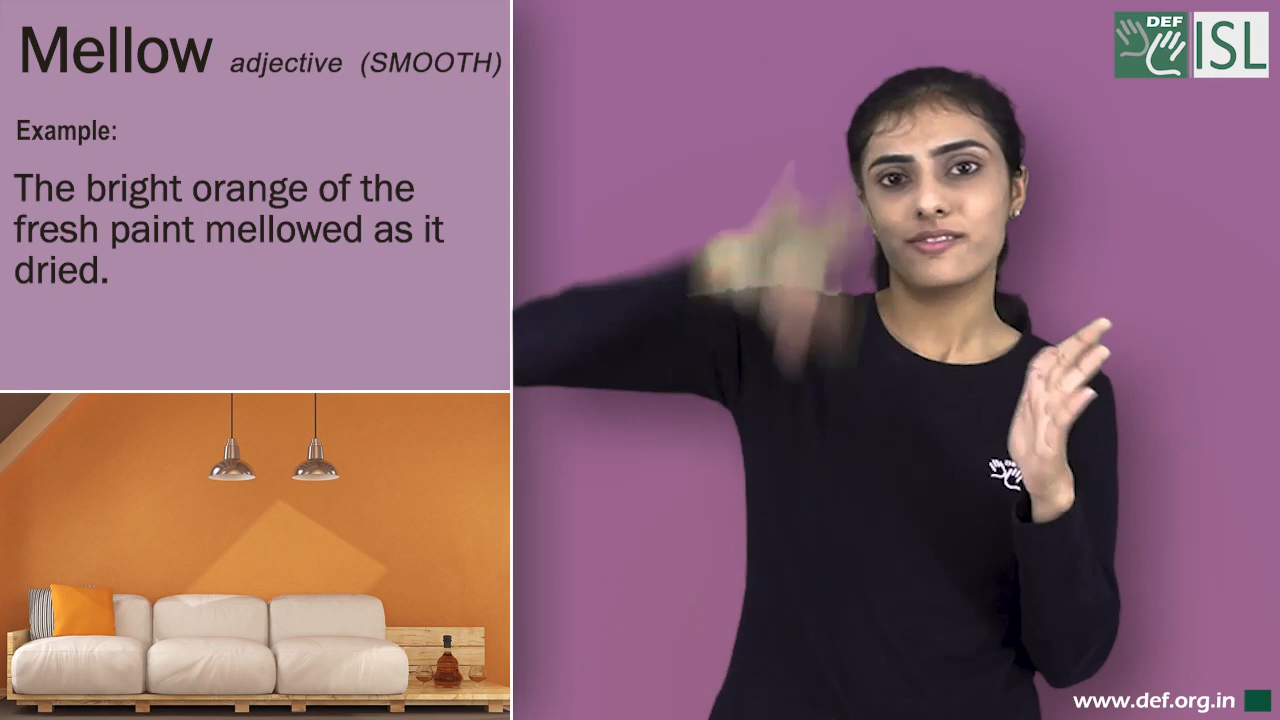 Mellow adjective (SMOOTH)
Example:
The bright orange of the
fresh paint mellowed as it
dried.
DEF
ISL
www.def.org.in